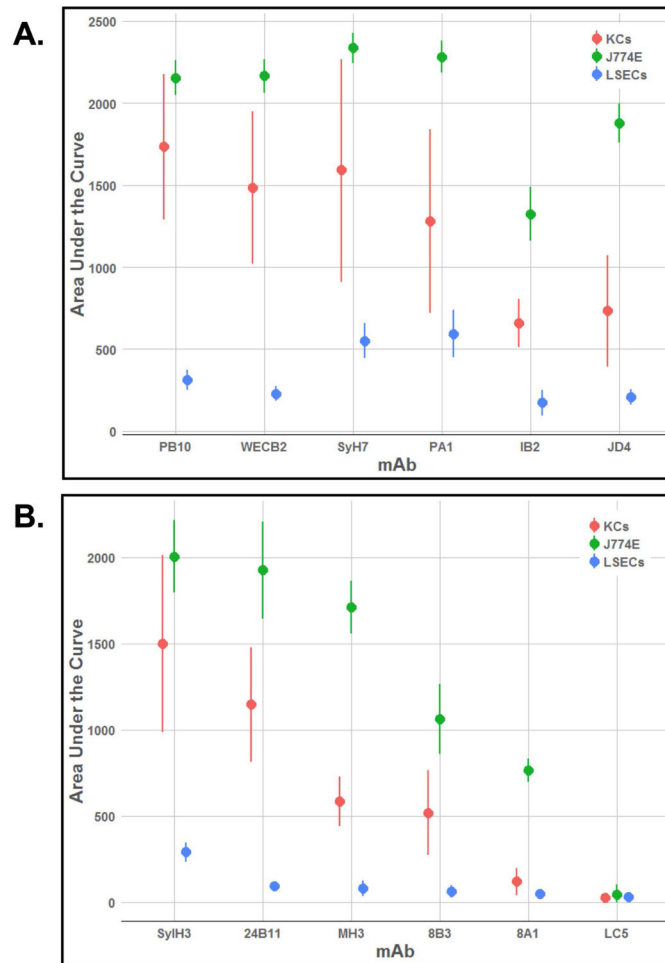 A.
2500
2000
1500
1000
500
0
Area Under the Curve
KCs
J774E
LSECs
PB10 WECB2 SyH7 PA1 IB2 JD4
mAb
B.
2000
1500
1000
500
0
Area Under the Curve
KCs
J774E
LSECs
SylH3 24B11 MH3 8B3 8A1 LC5
mAb